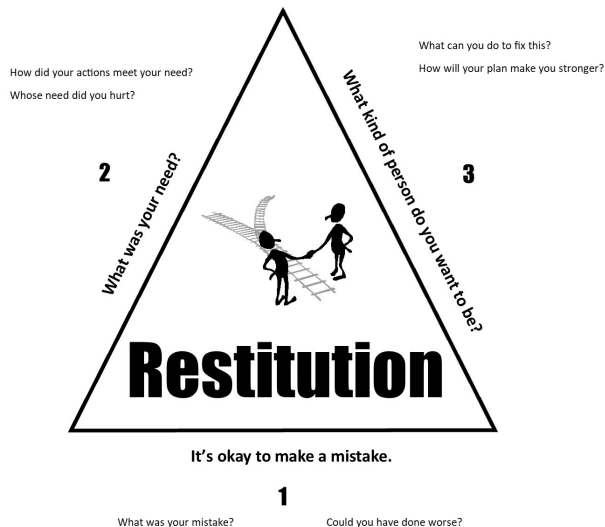 What can you do to fix this?
How will your plan make you stronger?
How did your actions meet your need?
Whose need did you hurt?
2
What was your need?
What kind of person do you want to be?
3
Restitution
It's okay to make a mistake.
1
What was your mistake?
Could you have done worse?